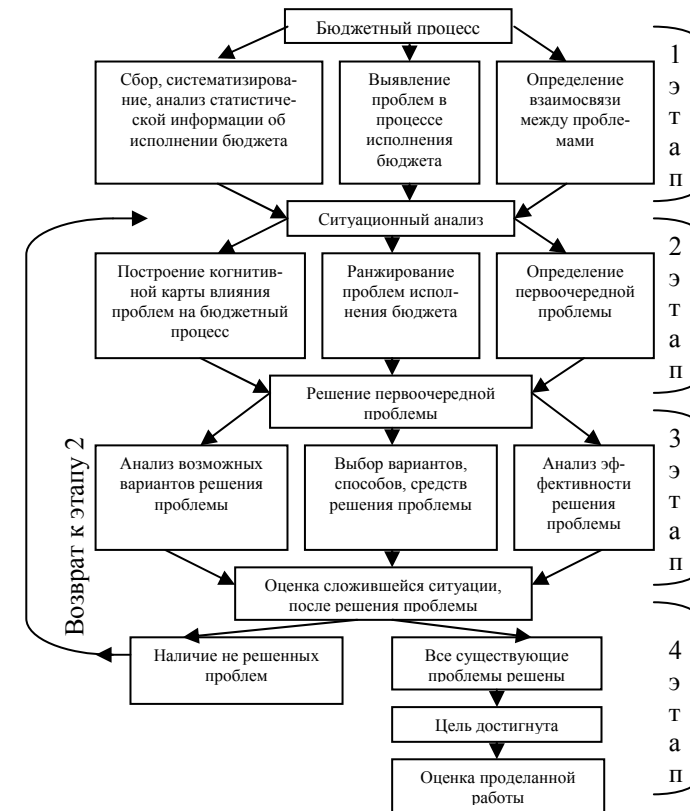 Бюджетный процесс
Сбор, систематизирова-
ние, анализ статистиче-
ской информации об
исполнении бюджета
Выявление
проблем в
процессе
исполнения
бюджета
Определение
взаимосвязи
между пробле-
мами
1
э
т
а
п
Ситуационный анализ
Построение когнитив-
ной карты влияния
проблем на бюджетный
процесс
Ранжирование
проблем испол-
нения бюджета
Определение
первоочередной
проблемы
2
э
т
а
п
Решение первоочередной
проблемы
Анализ возможных
вариантов решения
проблемы
Выбор вариантов,
способов, средств
решения проблемы
Анализ эф-
фективности
решения
проблемы
3
э
т
а
п
Возврат к этапу 2
Оценка сложившейся ситуации,
после решения проблемы
Наличие не решенных
проблем
Все существующие
проблемы решены
Цель достигнута
Оценка проделанной
работы
4
э
т
а
п